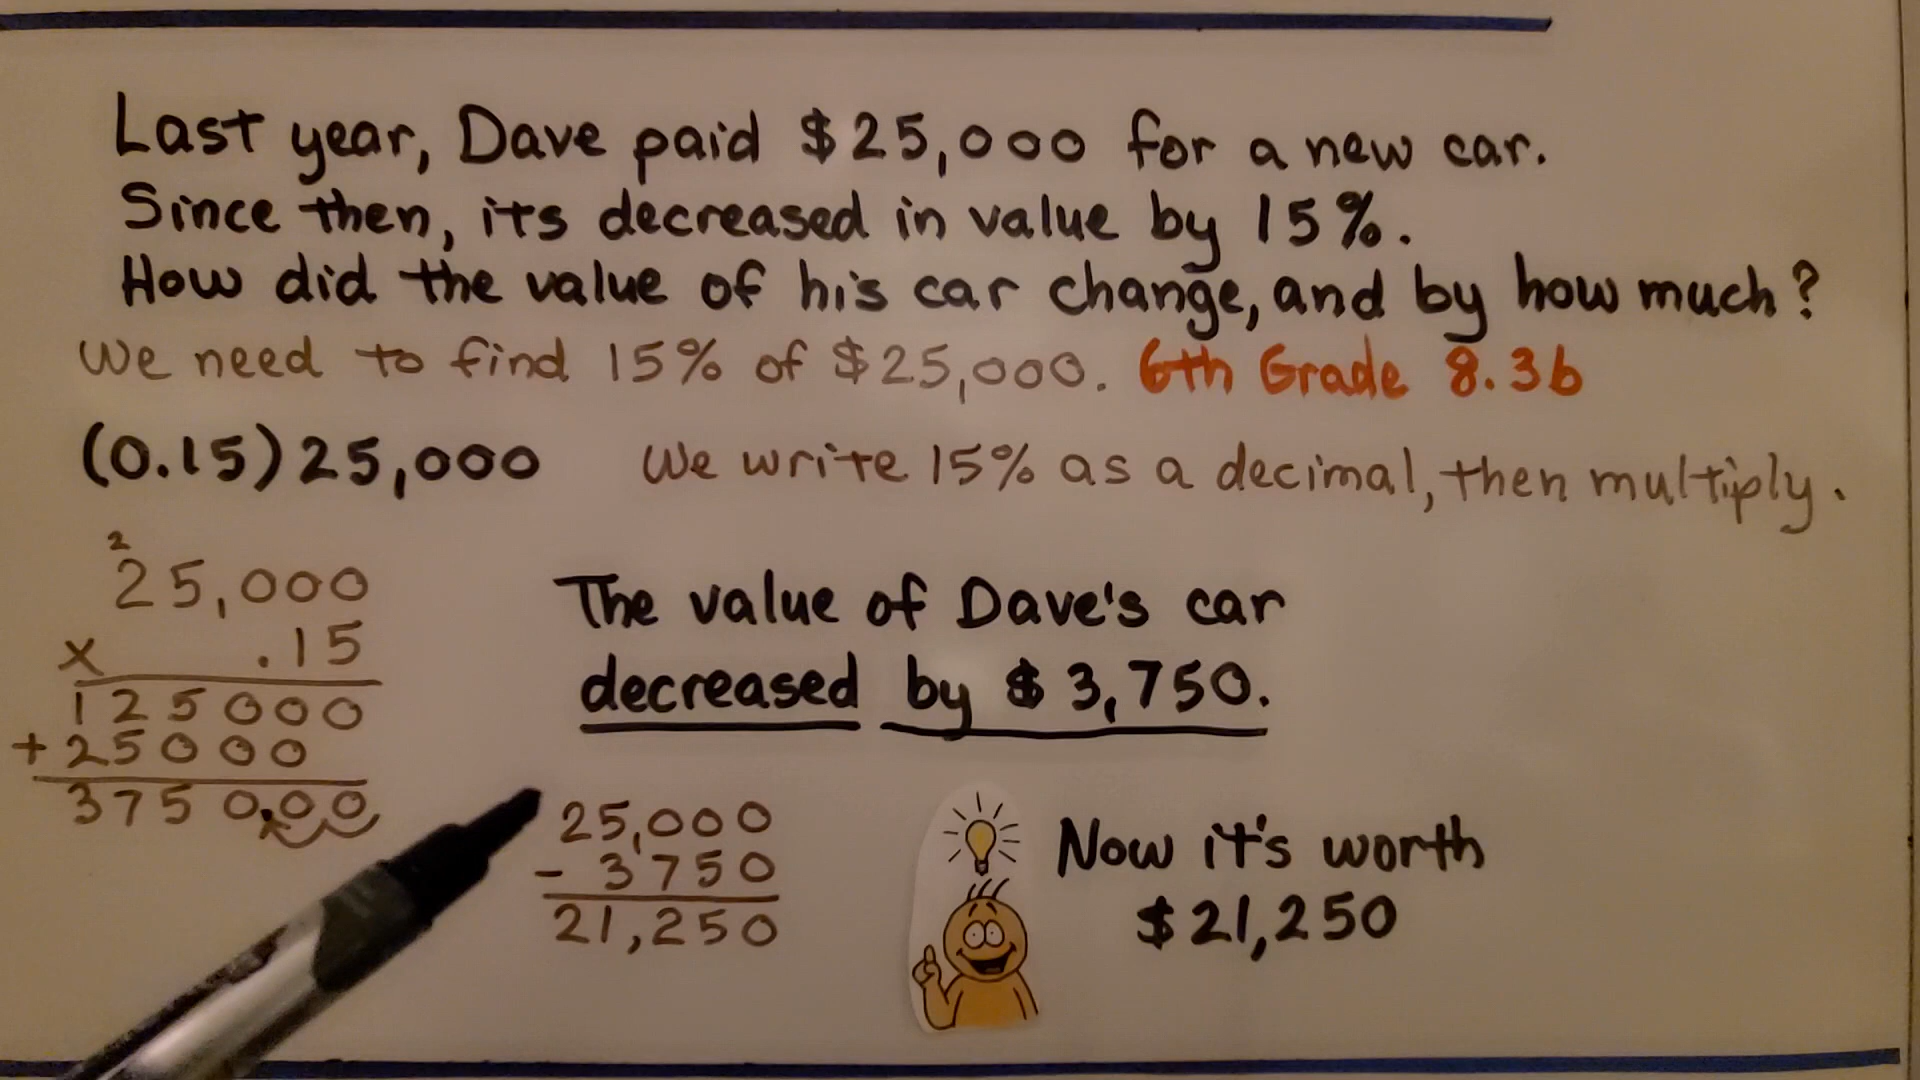 Last year, Dave paid $25,000 for a new car.
Since then, its decreased in value by 15%.
How did the value of his car change, and by how much?
We need to find 15% of $25,000. 6th Grade 8.3b
(0.15) 25,000 We write 15% as a decimal, then multiply.
2
25,000
x .15
125000
+25000
3750.00
The value of Dave's car
decreased by $3,750.
25,000
- 3750
21,250
Now it's worth
$21,250